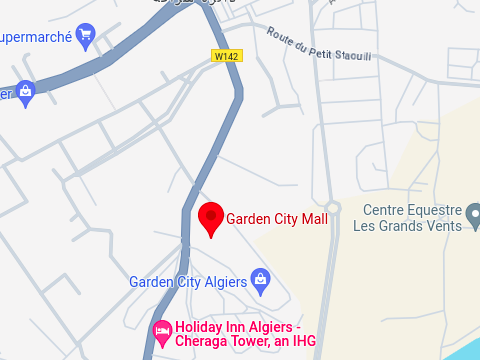 upermarché
Route du Petit Staouili
W142
er
Garden City Mall
Centre Equestre
Les Grands Vents
Garden City Algiers
Holiday Inn Algiers -
Cheraga Tower, an IHG